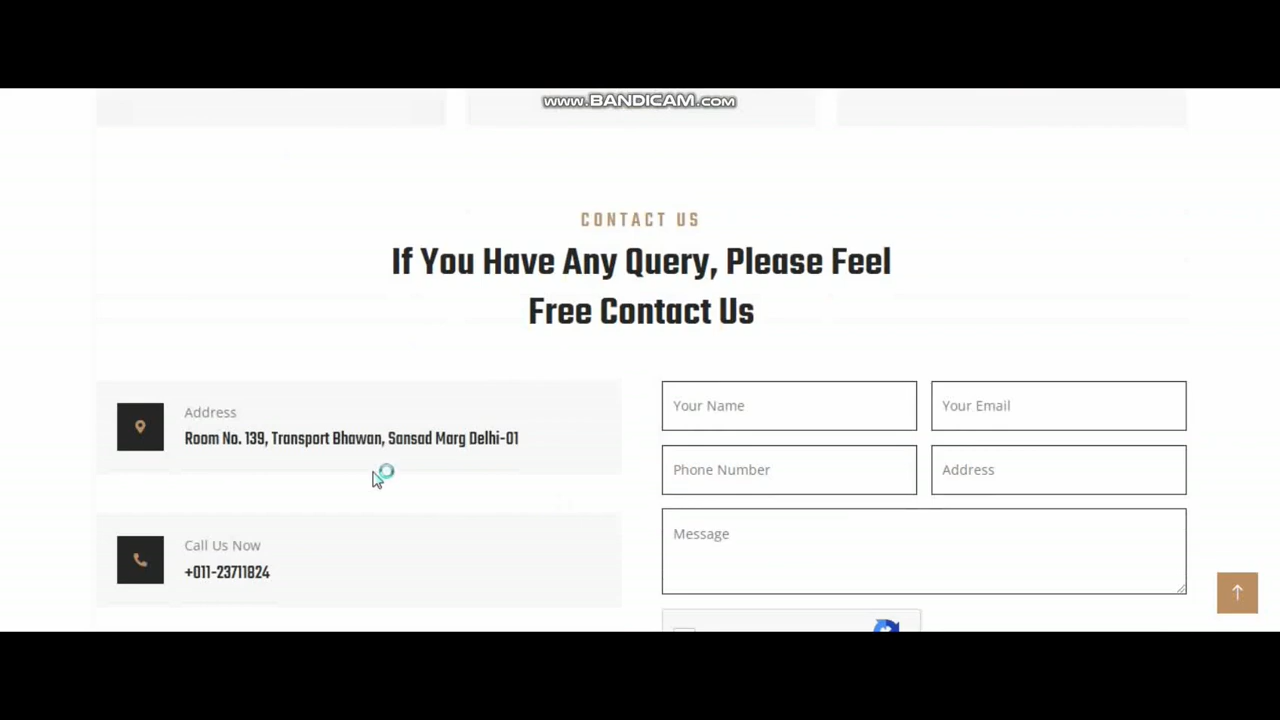 www.BANDICAM.com
CONTACT US
If You Have Any Query, Please Feel
Free Contact Us
Address
Room No. 139, Transport Bhawan, Sansad Marg Delhi-01
Call Us Now
+011-23711824
Your Name
Your Email
Phone Number
Address
Message